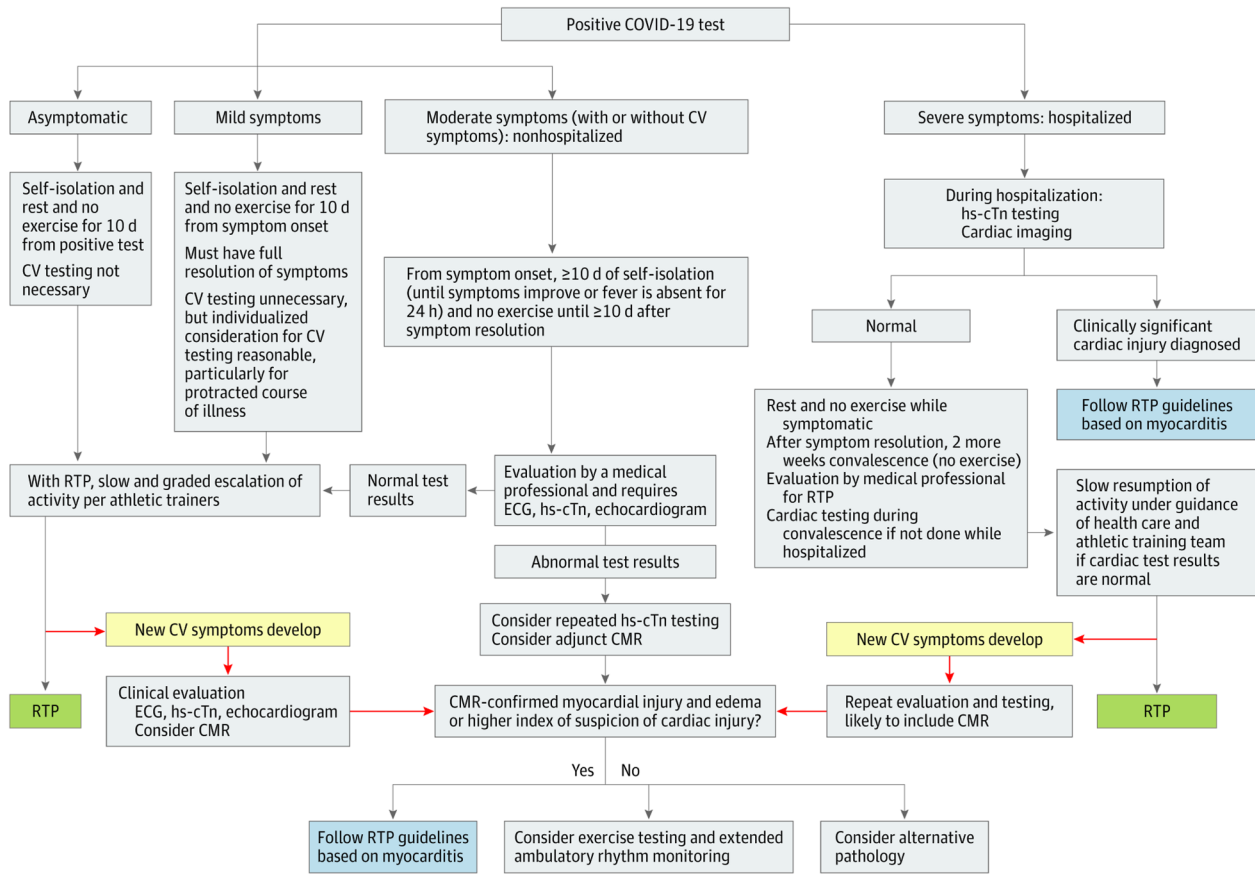 Positive COVID-19 test
Asymptomatic
Mild symptoms
Moderate symptoms (with or without CV
symptoms): nonhospitalized
Severe symptoms: hospitalized
Self-isolation and
rest and no
exercise for 10 d
from positive test
CV testing not
necessary
Self-isolation and rest
and no exercise for 10 d
from symptom onset
Must have full
resolution of symptoms
CV testing unnecessary,
but individualized
consideration for CV
testing reasonable,
particularly for
protracted course
of illness
From symptom onset, ≥10 d of self-isolation
(until symptoms improve or fever is absent for
24 h) and no exercise until ≥10 d after
symptom resolution
During hospitalization:
hs-cTn testing
Cardiac imaging
Normal
Clinically significant
cardiac injury diagnosed
Rest and no exercise while
symptomatic
After symptom resolution, 2 more
weeks convalescence (no exercise)
Evaluation by medical professional
for RTP
Cardiac testing during
convalescence if not done while
hospitalized
Follow RTP guidelines
based on myocarditis
With RTP, slow and graded escalation of
activity per athletic trainers
Normal test
results
Evaluation by a medical
professional and requires
ECG, hs-cTn, echocardiogram
Slow resumption of
activity under guidance
of health care and
athletic training team
if cardiac test results
are normal
Abnormal test results
Consider repeated hs-cTn testing
Consider adjunct CMR
New CV symptoms develop
New CV symptoms develop
RTP
Clinical evaluation
ECG, hs-cTn, echocardiogram
Consider CMR
CMR-confirmed myocardial injury and edema
or higher index of suspicion of cardiac injury?
Repeat evaluation and testing,
likely to include CMR
RTP
Yes
No
Follow RTP guidelines
based on myocarditis
Consider exercise testing and extended
ambulatory rhythm monitoring
Consider alternative
pathology